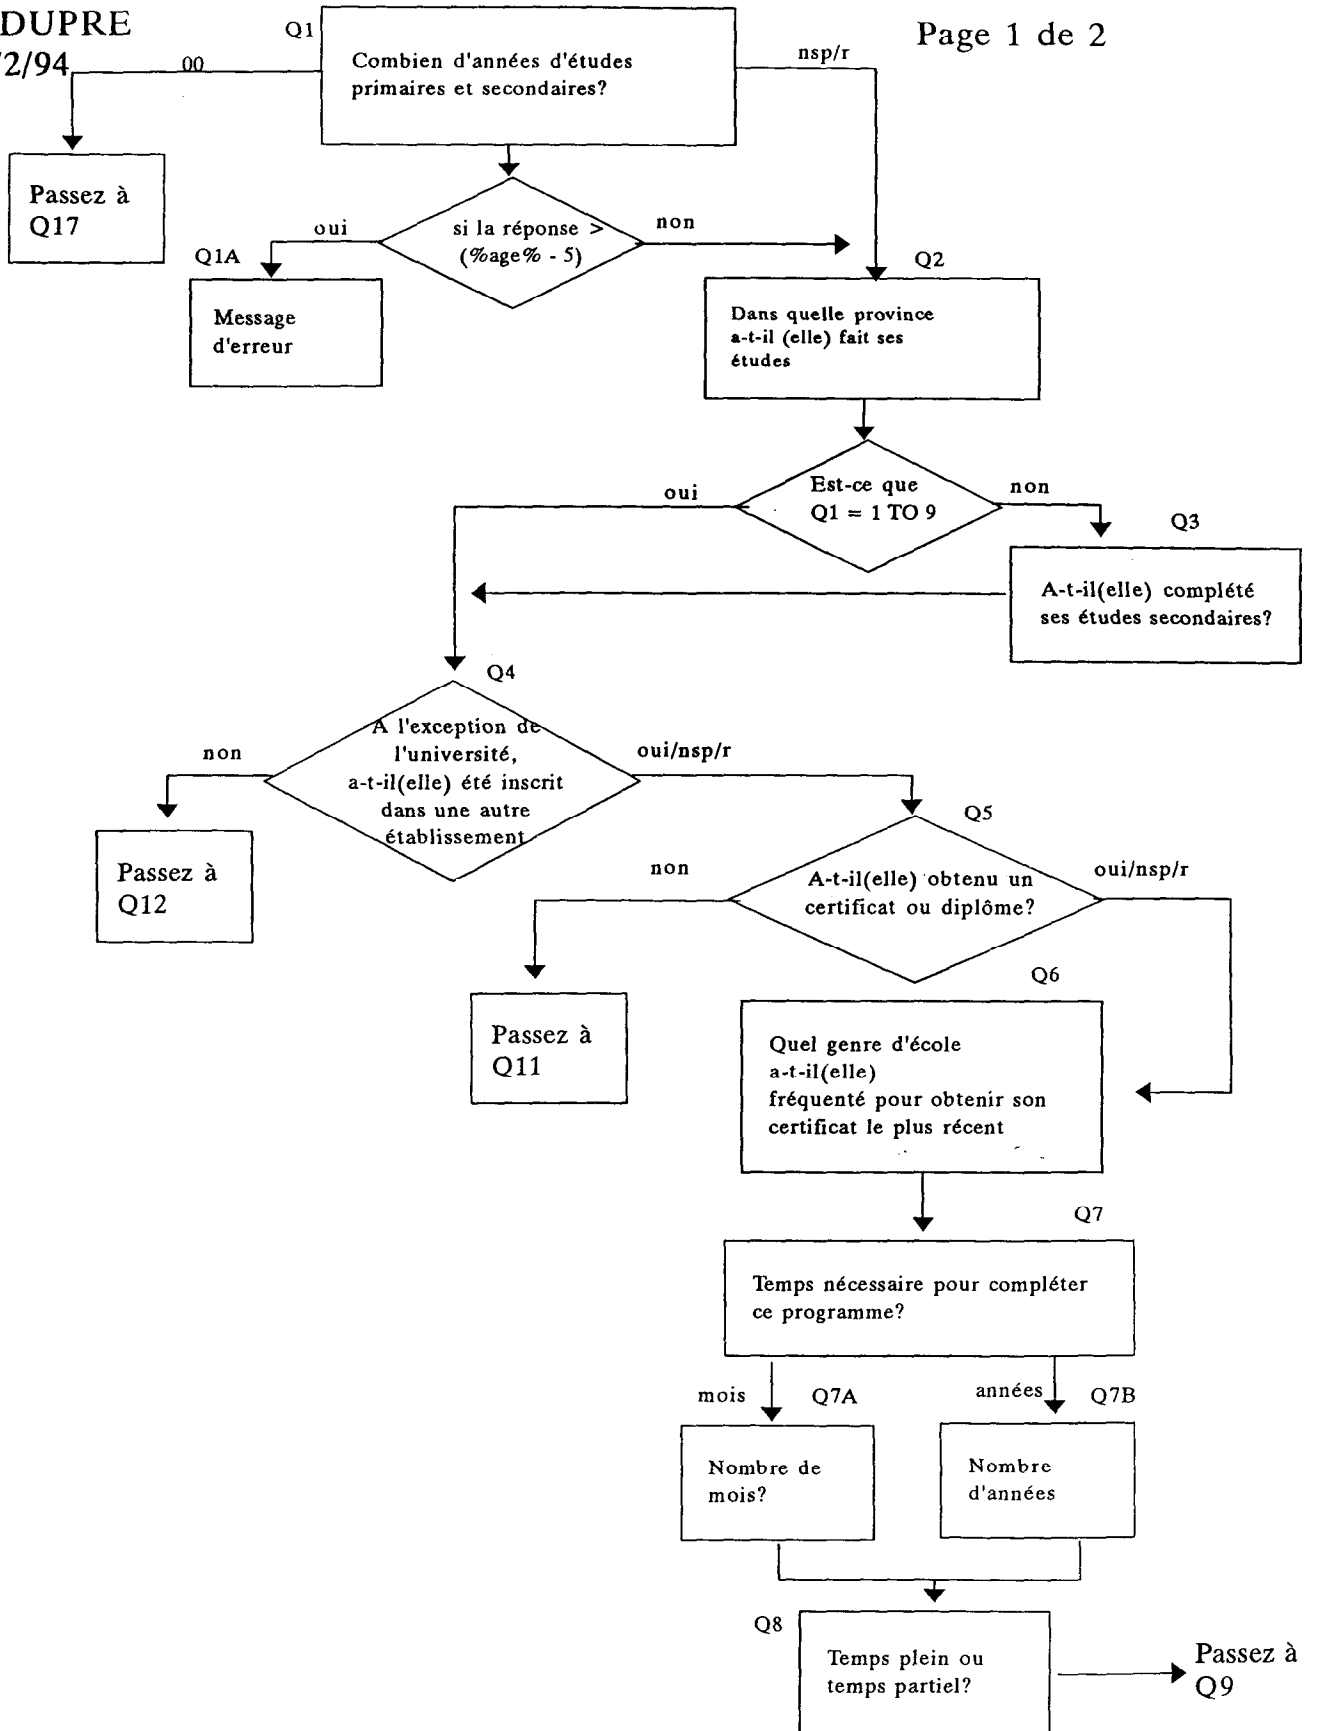 DUPRE
/2/94
Page 1 de 2
Q1
Combien d'années d'études
primaires et secondaires?
00
nsp/r
Passez à
Q17
si la réponse >
(%age% - 5)
oui
non
Q1A
Message
d'erreur
Q2
Dans quelle province
a-t-il (elle) fait ses
études
Est-ce que
Q1 = 1 TO 9
oui
non
Q3
A-t-il(elle) complété
ses études secondaires?
Q4
A l'exception de
l'université,
a-t-il(elle) été inscrit
dans une autre
établissement
non
oui/nsp/r
Passez à
Q12
Q5
A-t-il(elle) obtenu un
certificat ou diplôme?
non
oui/nsp/r
Passez à
Q11
Q6
Quel genre d'école
a-t-il(elle)
fréquenté pour obtenir son
certificat le plus récent
Q7
Temps nécessaire pour compléter
ce programme?
mois
Q7A
années
Q7B
Nombre de
mois?
Nombre
d'années
Q8
Temps plein ou
temps partiel?
Passez à
Q9